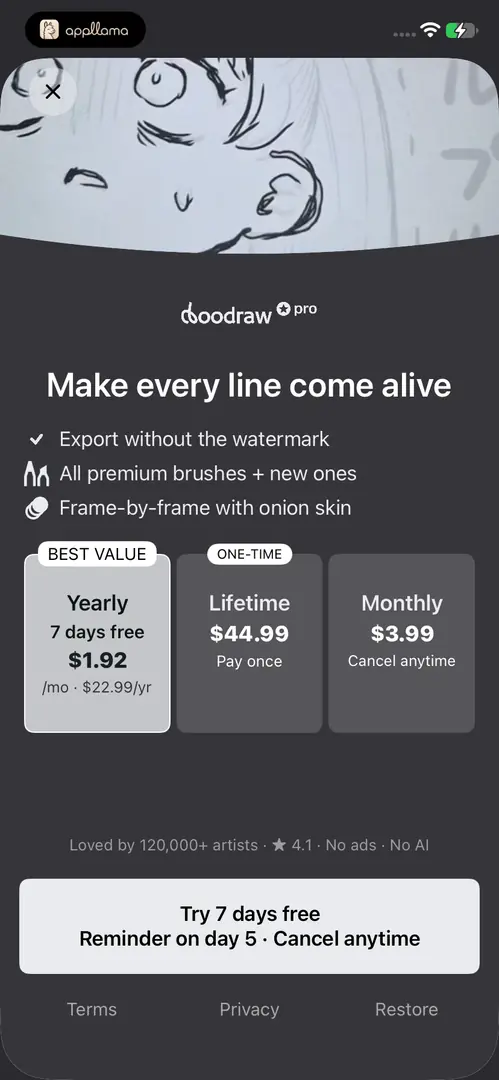 appllama
doodraw pro
Make every line come alive
Export without the watermark
All premium brushes + new ones
Frame-by-frame with onion skin
BEST VALUE
Yearly
7 days free
$1.92
/mo · $22.99/yr
ONE-TIME
Lifetime
$44.99
Pay once
Monthly
$3.99
Cancel anytime
Loved by 120,000+ artists · ★ 4.1 · No ads · No AI
Try 7 days free
Reminder on day 5 · Cancel anytime
Terms
Privacy
Restore